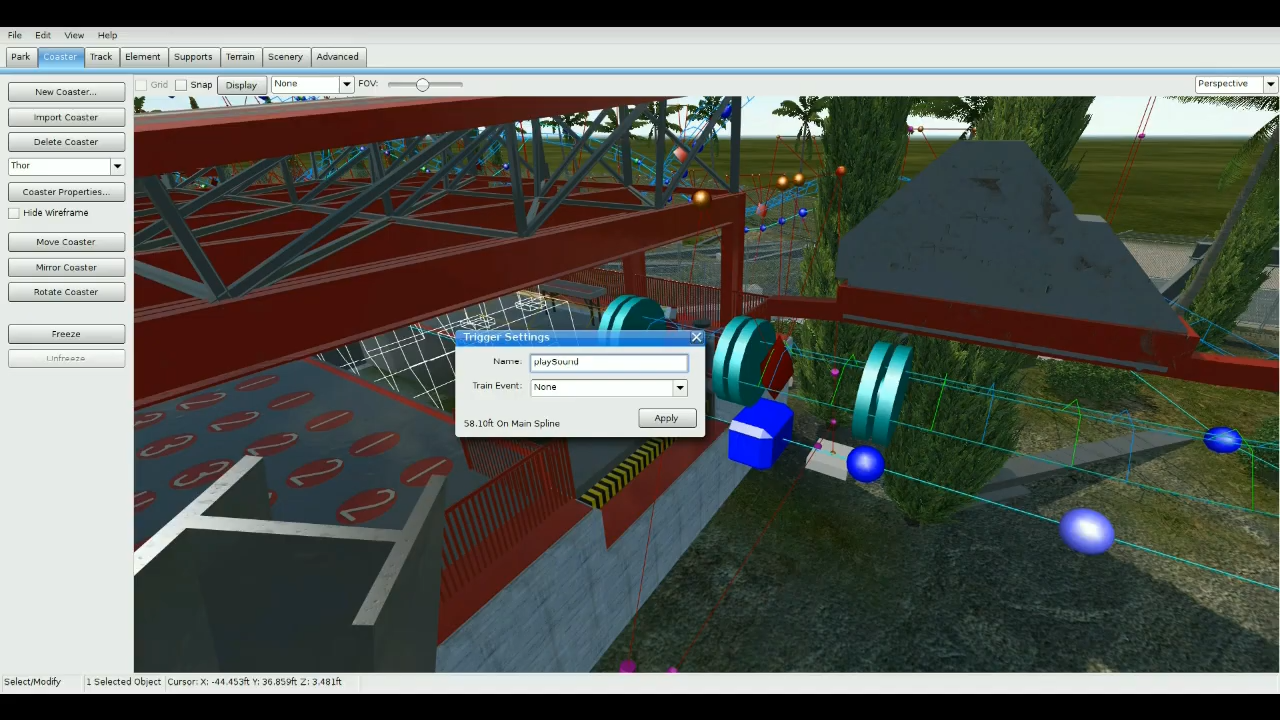 File Edit View Help
Park Coaster Track Element Supports Terrain Scenery Advanced
New Coaster... Grid Snap Display None FOV: Perspective
Import Coaster
Delete Coaster
Thor
Coaster Properties...
Hide Wireframe
Move Coaster
Mirror Coaster
Rotate Coaster
Freeze
Unfreeze
Trigger Settings
Name: playSound
Train Event: None
58.10ft On Main Spline Apply
Select/Modify 1 Selected Object Cursor: X: -44.453ft Y: 36.859ft Z: 3.481ft